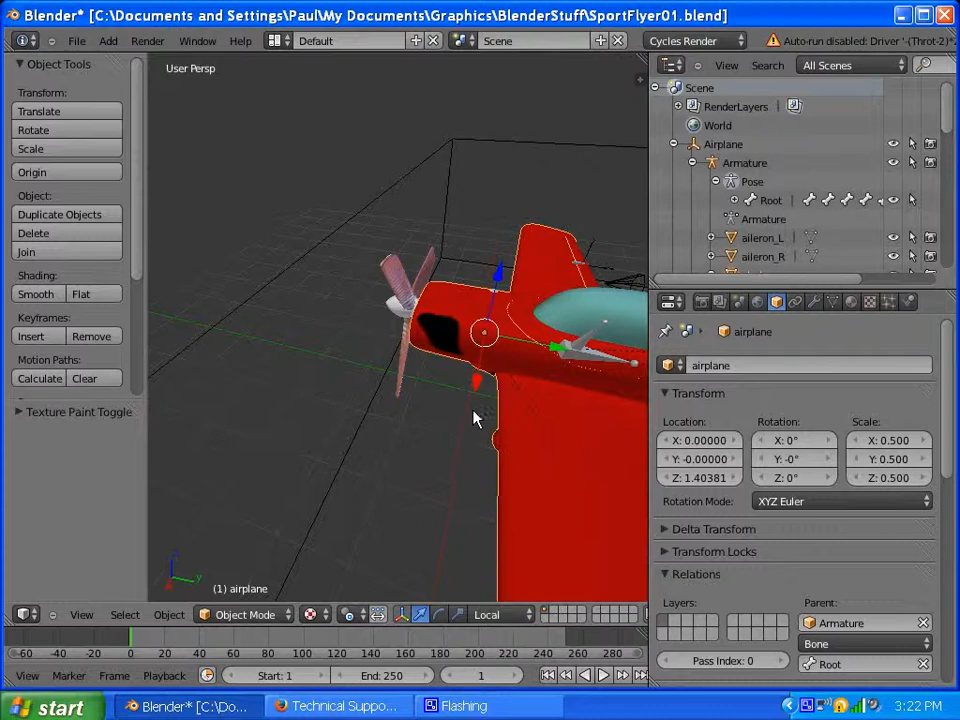 Blender* [C:\Documents and Settings\Paul\My Documents\Graphics\BlenderStuff\SportFlyer01.blend]
File Add Render Window Help Default Scene Cycles Render Auto-run disabled: Driver '-(Throt-2)*
Object Tools
Transform:
Translate
Rotate
Scale
Origin
Object:
Duplicate Objects
Delete
Join
Shading:
Smooth Flat
Keyframes:
Insert Remove
Motion Paths:
Calculate Clear
Texture Paint Toggle
User Persp
(1) airplane
View Select Object Object Mode Local
View Search All Scenes
Scene
RenderLayers
World
Airplane
Armature
Pose
Root
Armature
aileron_L
aileron_R
airplane
airplane
Transform
Location: Rotation: Scale:
X: 0.00000 X: 0° X: 0.500
Y: -0.00000 Y: -0° Y: 0.500
Z: 1.40381 Z: 0° Z: 0.500
Rotation Mode: XYZ Euler
Delta Transform
Transform Locks
Relations
Layers: Parent:
Armature
Bone
Pass Index: 0 Root
-60 -40 -20 0 20 40 60 80 100 120 140 160 180 200 220 240 260 280
View Marker Frame Playback Start: 1 End: 250 1
start Blender* [C:\Do... Technical Suppo... Flashing 3:22 PM